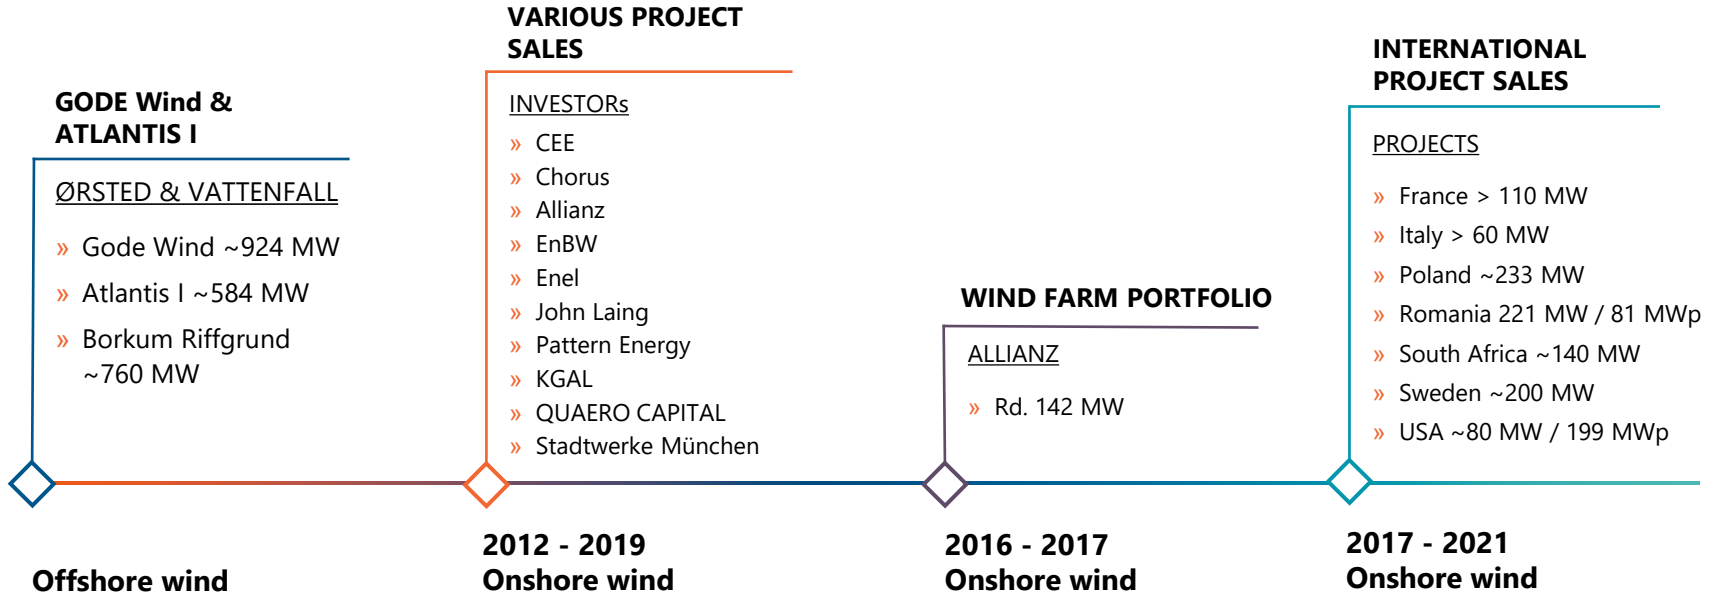 GODE Wind &
ATLANTIS I
ØRSTED & VATTENFALL
» Gode Wind ~924 MW
» Atlantis I ~584 MW
» Borkum Riffgrund
~760 MW
Offshore wind
VARIOUS PROJECT
SALES
INVESTORs
» CEE
» Chorus
» Allianz
» EnBW
» Enel
» John Laing
» Pattern Energy
» KGAL
» QUAERO CAPITAL
» Stadtwerke München
2012 - 2019
Onshore wind
WIND FARM PORTFOLIO
ALLIANZ
» Rd. 142 MW
2016 - 2017
Onshore wind
INTERNATIONAL
PROJECT SALES
PROJECTS
» France > 110 MW
» Italy > 60 MW
» Poland ~233 MW
» Romania 221 MW / 81 MWp
» South Africa ~140 MW
» Sweden ~200 MW
» USA ~80 MW / 199 MWp
2017 - 2021
Onshore wind